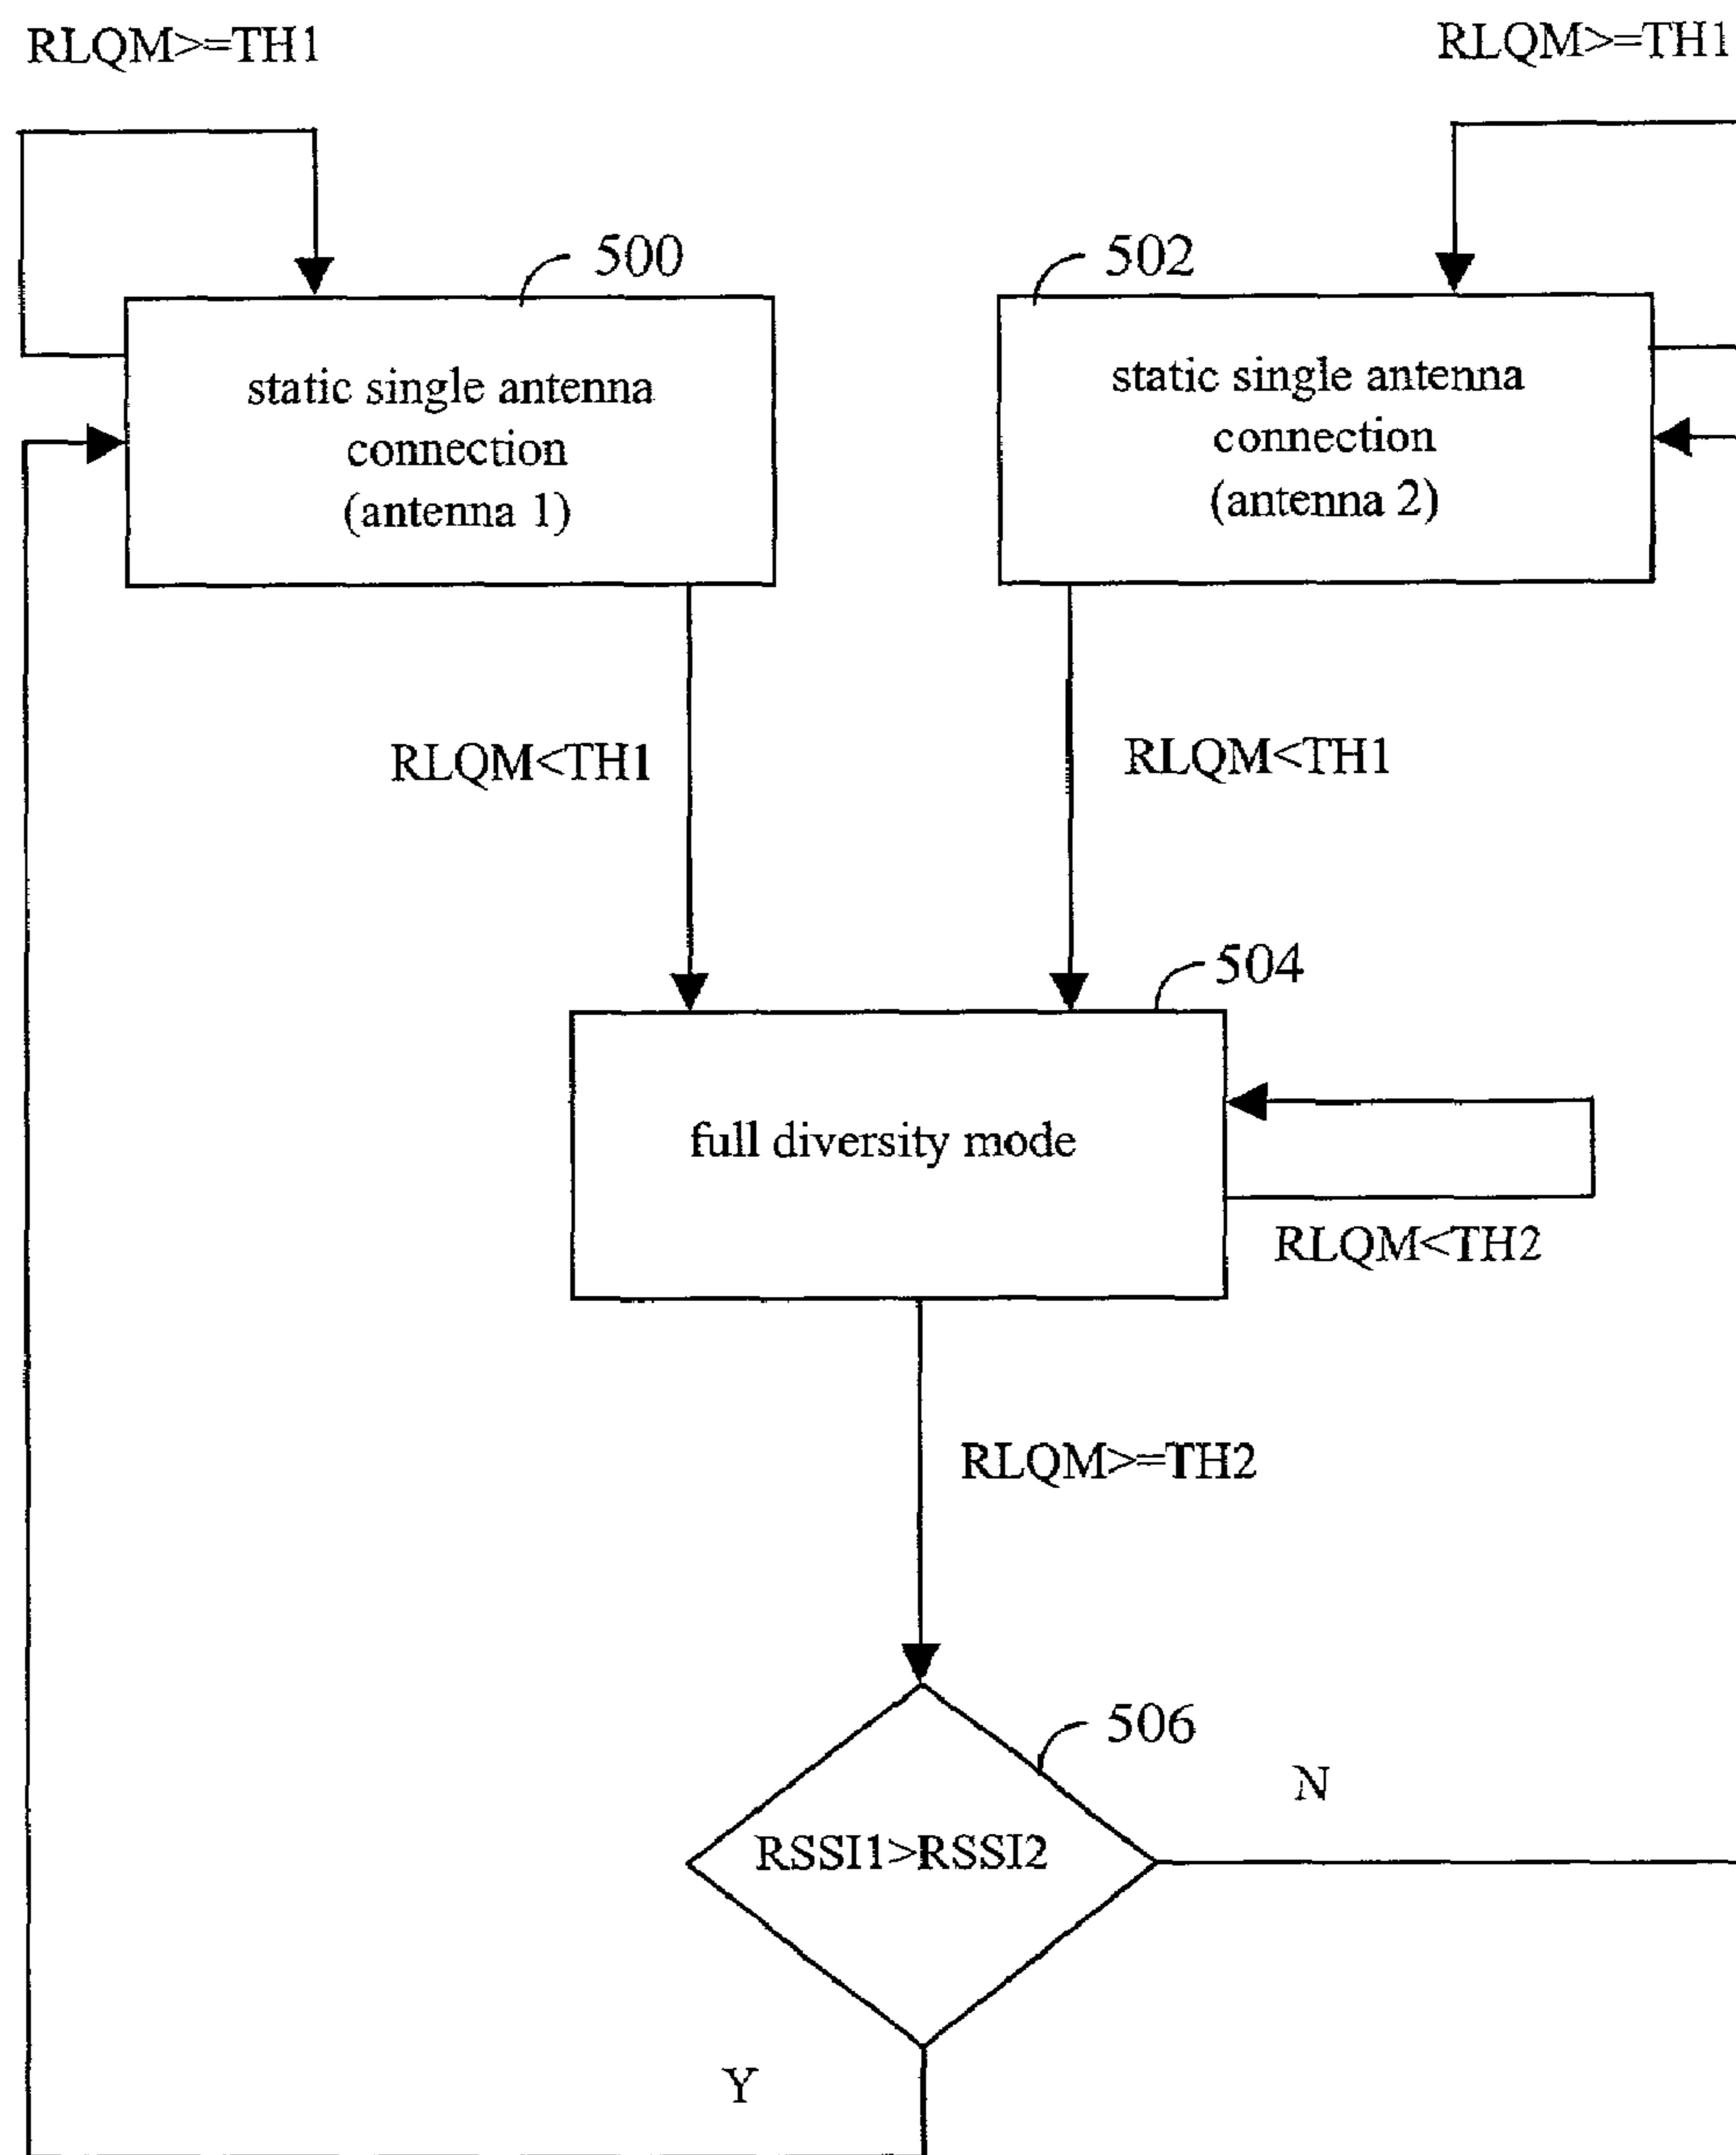 RLQM>=TH1
RLQM>=TH1
500
502
static single antenna
connection
(antenna 1)
static single antenna
connection
(antenna 2)
RLQM<TH1
RLQM<TH1
504
full diversity mode
RLQM<TH2
RLQM>=TH2
506
N
RSSI1>RSSI2
Y